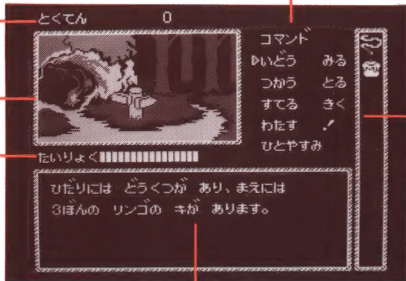 とくてん 0
コマンド
▷いどう みる
つかう とる
すてる きく
わたす !
ひとやすみ
たいりょく
ひだりには どうくつが あり、まえには
3ぼんの リンゴの キが あります。